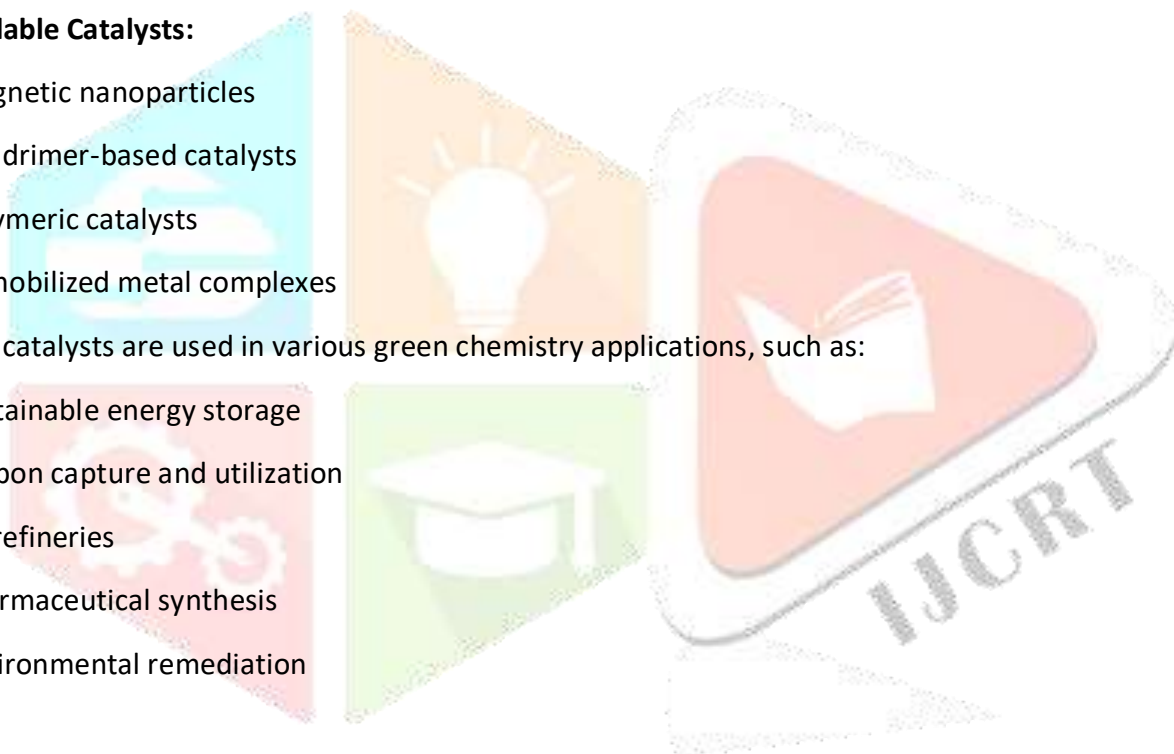 lable Catalysts:
gnetic nanoparticles
drimer-based catalysts
ymeric catalysts
nobilized metal complexes
catalysts are used in various green chemistry applications, such as:
tainable energy storage
bon capture and utilization
refineries
rmaceutical synthesis
ironmental remediation
IJCRT